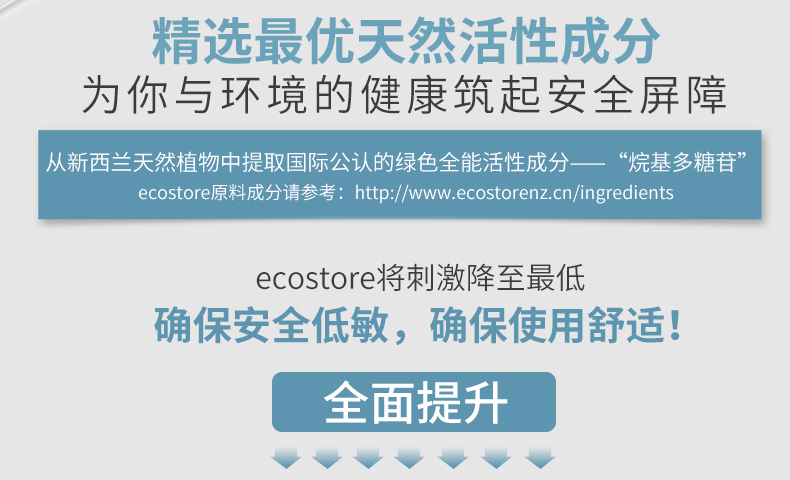 精选最优天然活性成分
为你与环境的健康筑起安全屏障
从新西兰天然植物中提取国际公认的绿色全能活性成分——“烷基多糖苷”
ecostore原料成分请参考：http://www.ecostorenz.cn/ingredients
ecostore将刺激降至最低
确保安全低敏，确保使用舒适！
全面提升